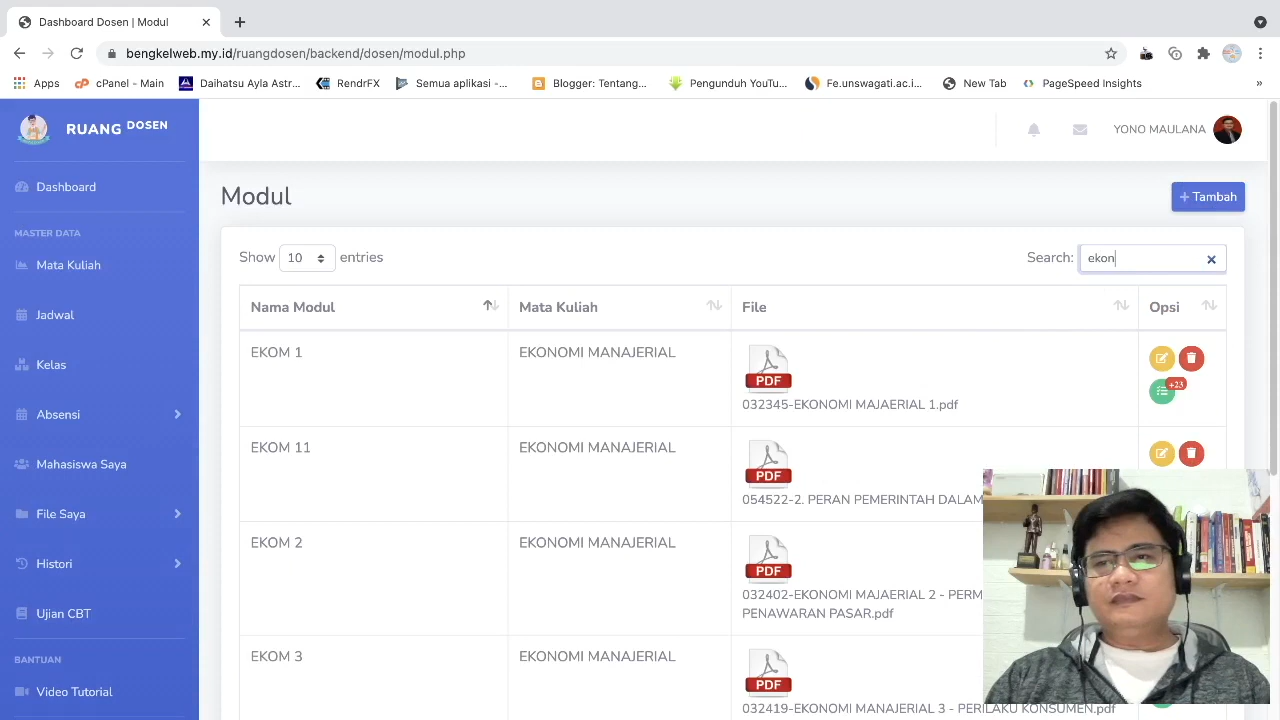 Dashboard Dosen | Modul
bengkelweb.my.id/ruangdosen/backend/dosen/modul.php
Apps
cPanel - Main
Daihatsu Ayla Astr...
RendrFX
Semua aplikasi -...
Blogger: Tentang...
Pengunduh YouTu...
Fe.unswagati.ac.i...
New Tab
PageSpeed Insights
»
RUANG DOSEN
YONO MAULANA
Dashboard
MASTER DATA
Mata Kuliah
Jadwal
Kelas
Absensi
Mahasiswa Saya
File Saya
Histori
Ujian CBT
BANTUAN
Video Tutorial
Modul
+ Tambah
Show 10 entries
Search: ekon
Nama Modul Mata Kuliah File Opsi
EKOM 1 EKONOMI MANAJERIAL
PDF
032345-EKONOMI MAJAERIAL 1.pdf
+23
EKOM 11 EKONOMI MANAJERIAL
PDF
054522-2. PERAN PEMERINTAH DALAM
EKOM 2 EKONOMI MANAJERIAL
PDF
032402-EKONOMI MAJAERIAL 2 - PERM
PENAWARAN PASAR.pdf
EKOM 3 EKONOMI MANAJERIAL
PDF
032419-EKONOMI MANAJERIAL 3 - PERILAKU KONSUMEN.pdf